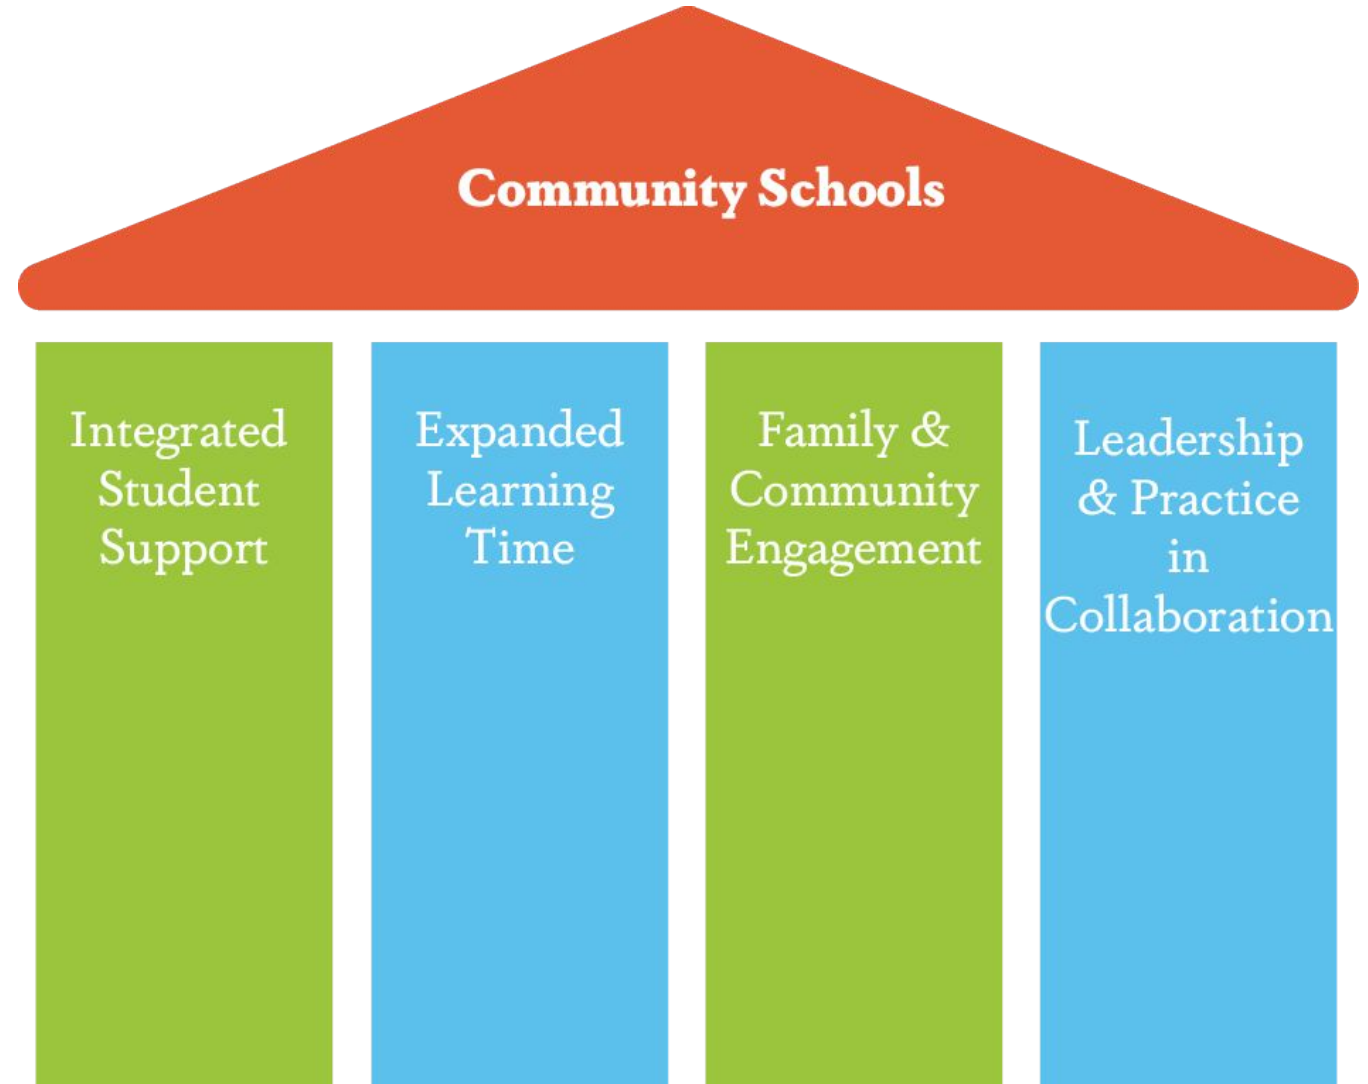 Community Schools
Integrated
Student
Support
Expanded
Learning
Time
Family &
Community
Engagement
Leadership
& Practice
in
Collaboration